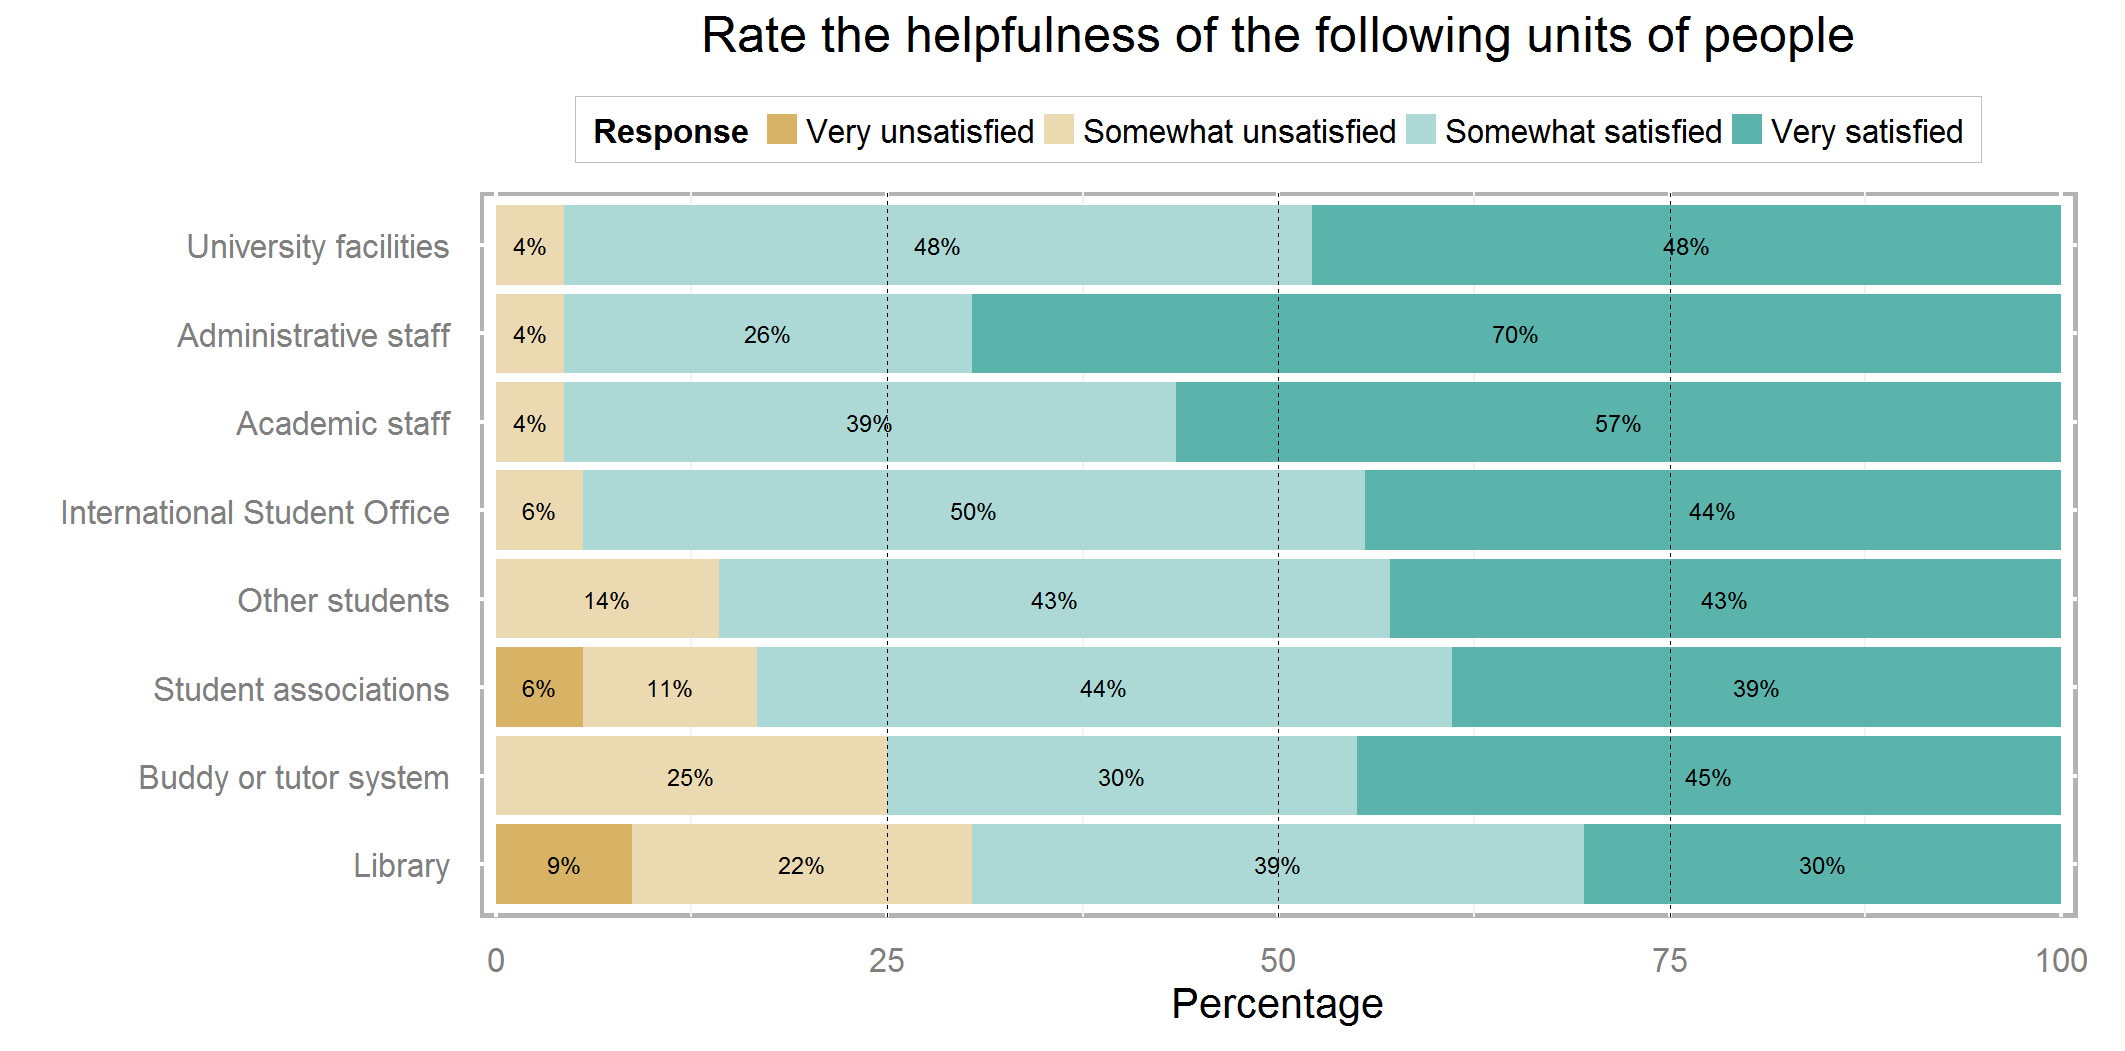 Rate the helpfulness of the following units of people
Response Very unsatisfied Somewhat unsatisfied Somewhat satisfied Very satisfied
University facilities 4% 48% 48%
Administrative staff 4% 26% 70%
Academic staff 4% 39% 57%
International Student Office 6% 50% 44%
Other students 14% 43% 43%
Student associations 6% 11% 44% 39%
Buddy or tutor system 25% 30% 45%
Library 9% 22% 39% 30%
0 25 50 75 100
Percentage